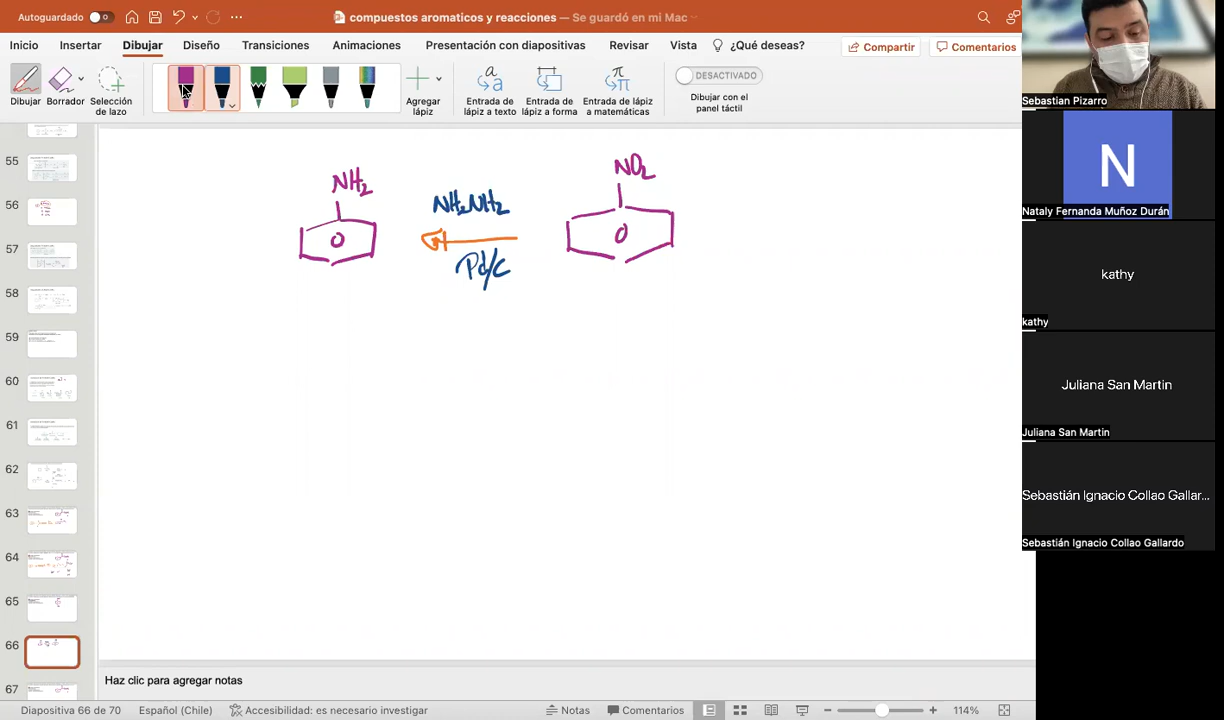 Autoguardado
compuestos aromaticos y reacciones — Se guardó en mi Mac
Inicio Insertar Dibujar Diseño Transiciones Animaciones Presentación con diapositivas Revisar Vista ¿Qué deseas? Compartir Comentarios
DESACTIVADO
Dibujar Borrador Selección de lazo Agregar lápiz Entrada de lápiz a texto Entrada de lápiz a forma Entrada de lápiz a matemáticas Dibujar con el panel táctil
55
56
57
58
59
60
61
62
63
64
65
66
67
NH2
NH2NH2
Pd/C
NO2
Haz clic para agregar notas
Diapositiva 66 de 70 Español (Chile) Accesibilidad: es necesario investigar Notas Comentarios 114%
Sebastian Pizarro
N
Nataly Fernanda Muñoz Durán
kathy
kathy
Juliana San Martin
Juliana San Martin
Sebastián Ignacio Collao Gallar...
Sebastián Ignacio Collao Gallardo